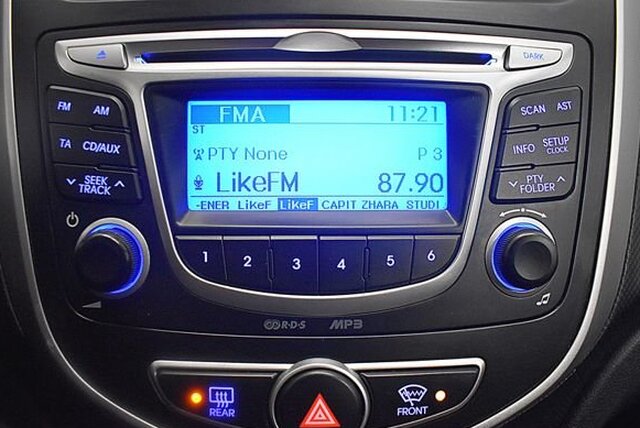 DARK
FM AM
TA CD/AUX
SEEK
TRACK
FMA 11:21
ST
PTY None P 3
LikeFM 87.90
-ENER LikeF LikeF CAPIT ZHARA STUDI
SCAN AST
INFO SETUP
CLOCK
PTY
FOLDER
1 2 3 4 5 6
R·D·S MP3
REAR
FRONT